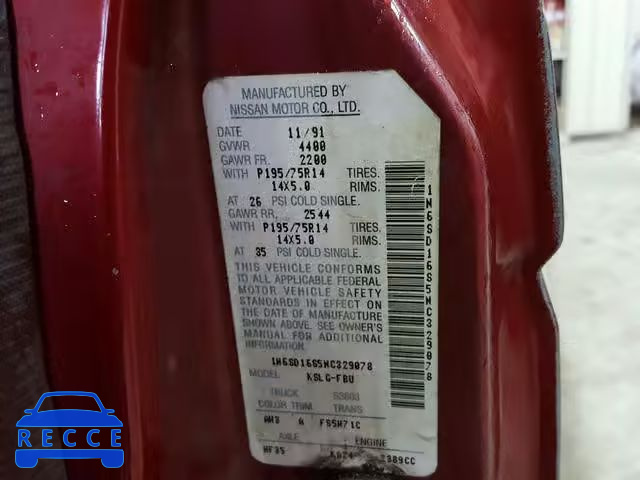 MANUFACTURED BY
NISSAN MOTOR CO., LTD.
DATE 11/91
GVWR 4400
GAWR FR. 2200
WITH P195/75R14 TIRES.
14X5.0 RIMS.
AT 26 PSI COLD SINGLE.
GAWR RR. 2544
WITH P195/75R14 TIRES.
14X5.0 RIMS.
AT 35 PSI COLD SINGLE.
THIS VEHICLE CONFORMS
TO ALL APPLICABLE FEDERAL
MOTOR VEHICLE SAFETY
STANDARDS IN EFFECT ON THE
DATE OF MANUFACTURE
SHOWN ABOVE. SEE OWNER'S
MANUAL FOR ADDITIONAL
INFORMATION.
1N6SD16S5NC329078
MODEL KSLG-FBU
TRUCK
COLOR TRIM TRANS
AH3 A FS5W71C
AXLE ENGINE
HF35 KA24 2389CC
1N6SD16S5NC329078
RECCE